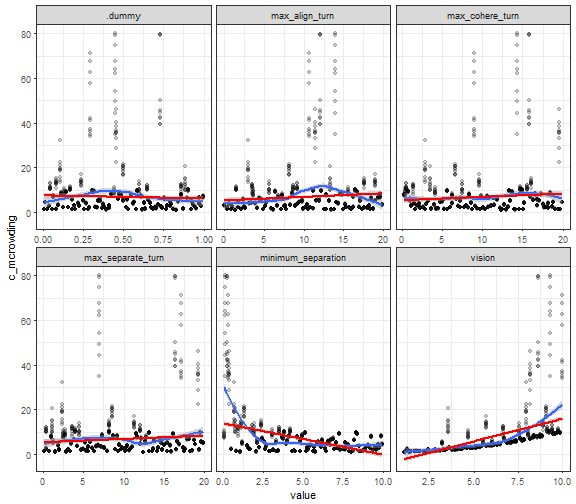 .dummy max_align_turn max_cohere_turn
80
60
40
20
0
0.00 0.25 0.50 0.75 1.00 0 5 10 15 20 0 5 10 15 20
c_mcrowding
max_separate_turn minimum_separation vision
80
60
40
20
0
0 5 10 15 20 0.0 2.5 5.0 7.5 10.0 2.5 5.0 7.5 10.0
value